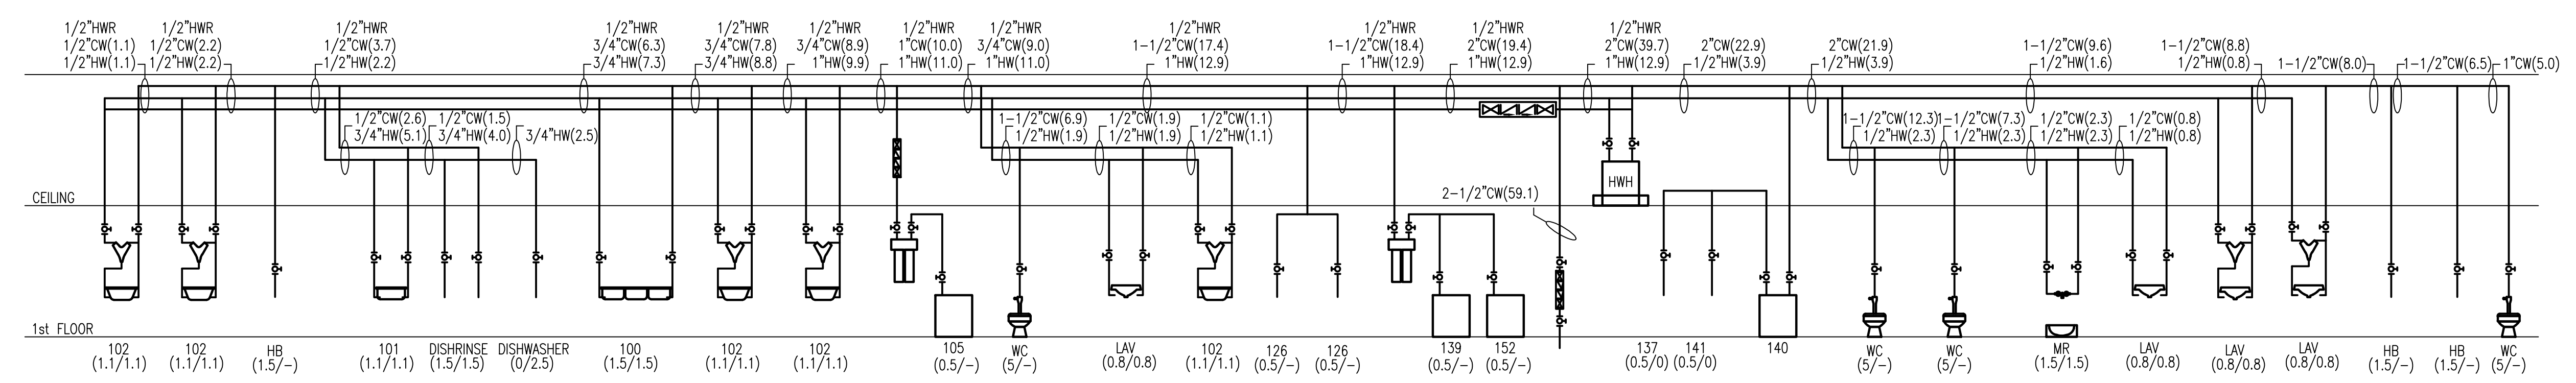 1/2"HWR
1/2"CW(1.1)
1/2"HW(1.1)
1/2"HWR
1/2"CW(2.2)
1/2"HW(2.2)
1/2"HWR
1/2"CW(3.7)
1/2"HW(2.2)
1/2"HWR
3/4"CW(6.3)
3/4"HW(7.3)
1/2"HWR
3/4"CW(7.8)
3/4"HW(8.8)
1/2"HWR
3/4"CW(8.9)
1"HW(9.9)
1/2"HWR
1"CW(10.0)
1"HW(11.0)
1/2"HWR
3/4"CW(9.0)
1"HW(11.0)
1/2"HWR
1-1/2"CW(17.4)
1"HW(12.9)
1/2"HWR
1-1/2"CW(18.4)
1"HW(12.9)
1/2"HWR
2"CW(19.4)
1"HW(12.9)
1/2"HWR
2"CW(39.7)
1"HW(12.9)
2"CW(22.9)
1/2"HW(3.9)
2"CW(21.9)
1/2"HW(3.9)
1-1/2"CW(9.6)
1/2"HW(1.6)
1-1/2"CW(8.8)
1/2"HW(0.8)
1-1/2"CW(8.0)
1-1/2"CW(6.5)
1"CW(5.0)
1/2"CW(2.6)
3/4"HW(5.1)
1/2"CW(1.5)
3/4"HW(4.0)
3/4"HW(2.5)
1-1/2"CW(6.9)
1/2"HW(1.9)
1/2"CW(1.9)
1/2"HW(1.9)
1/2"CW(1.1)
1/2"HW(1.1)
1-1/2"CW(12.3)
1/2"HW(2.3)
1-1/2"CW(7.3)
1/2"HW(2.3)
1/2"CW(2.3)
1/2"HW(2.3)
1/2"CW(0.8)
1/2"HW(0.8)
HWH
2-1/2"CW(59.1)
CEILING
1st FLOOR
102
(1.1/1.1)
102
(1.1/1.1)
HB
(1.5/-)
101
(1.1/1.1)
DISHRINSE
(1.5/1.5)
DISHWASHER
(0/2.5)
100
(1.5/1.5)
102
(1.1/1.1)
102
(1.1/1.1)
105
(0.5/-)
WC
(5/-)
LAV
(0.8/0.8)
102
(1.1/1.1)
126
(0.5/-)
126
(0.5/-)
139
(0.5/-)
152
(0.5/-)
137
(0.5/0)
141
(0.5/0)
140
WC
(5/-)
WC
(5/-)
MR
(1.5/1.5)
LAV
(0.8/0.8)
LAV
(0.8/0.8)
LAV
(0.8/0.8)
HB
(1.5/-)
HB
(1.5/-)
WC
(5/-)